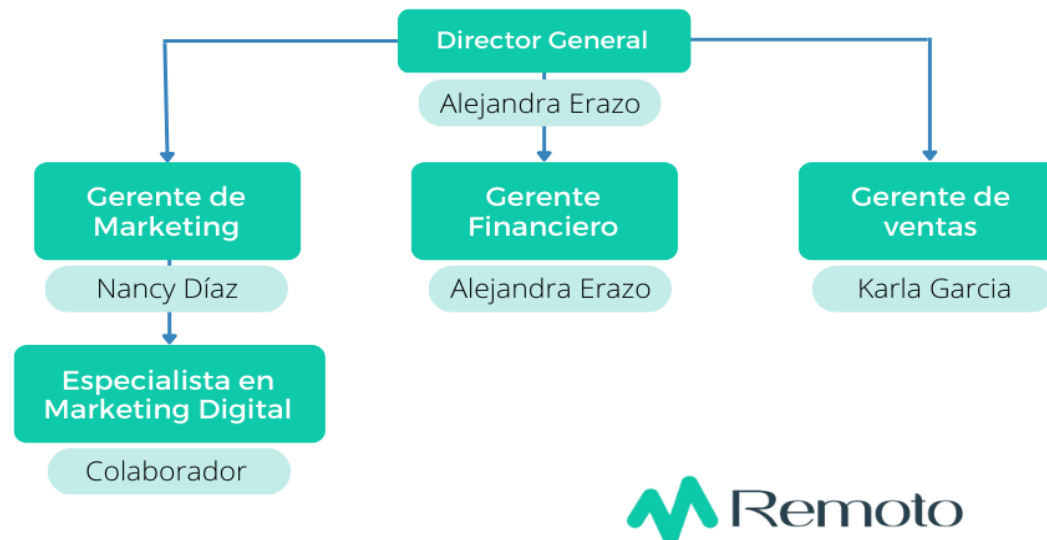 Director General
Alejandra Erazo
Gerente de
Marketing
Nancy Díaz
Gerente
Financiero
Alejandra Erazo
Gerente de
ventas
Karla Garcia
Especialista en
Marketing Digital
Colaborador
Remoto